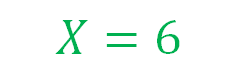 X = 6